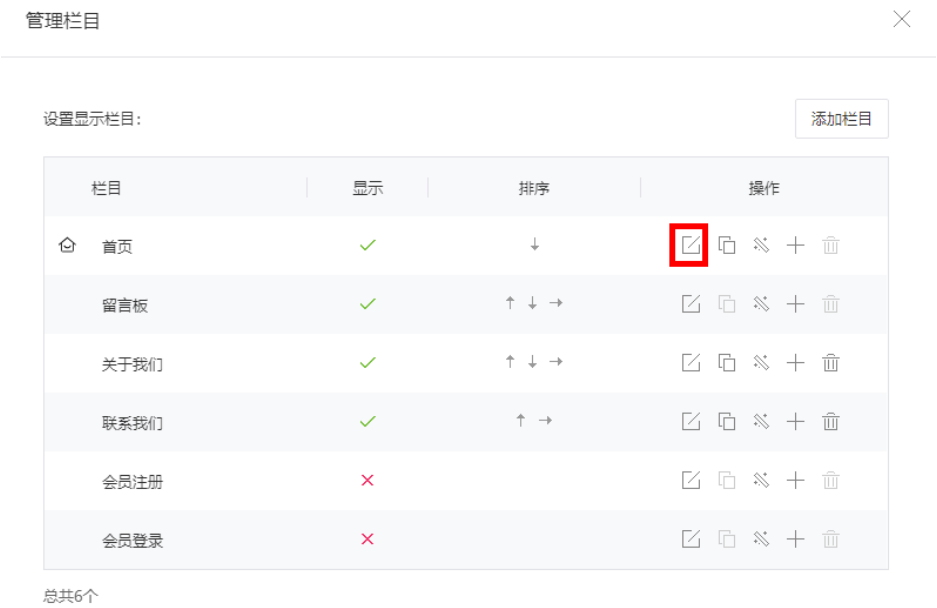 管理栏目
设置显示栏目:
添加栏目
栏目 显示 排序 操作
首页
留言板
关于我们
联系我们
会员注册
会员登录
总共6个